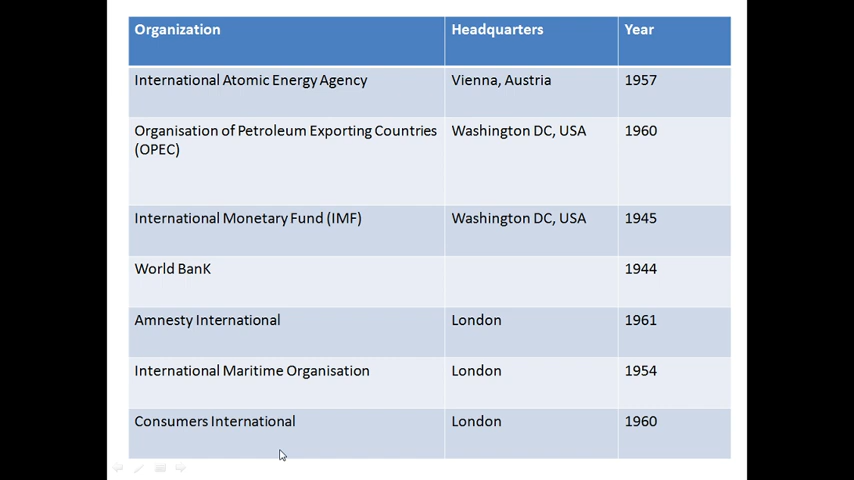 Organization Headquarters Year
International Atomic Energy Agency Vienna, Austria 1957
Organisation of Petroleum Exporting Countries Washington DC, USA 1960
(OPEC)
International Monetary Fund (IMF) Washington DC, USA 1945
World BanK 1944
Amnesty International London 1961
International Maritime Organisation London 1954
Consumers International London 1960